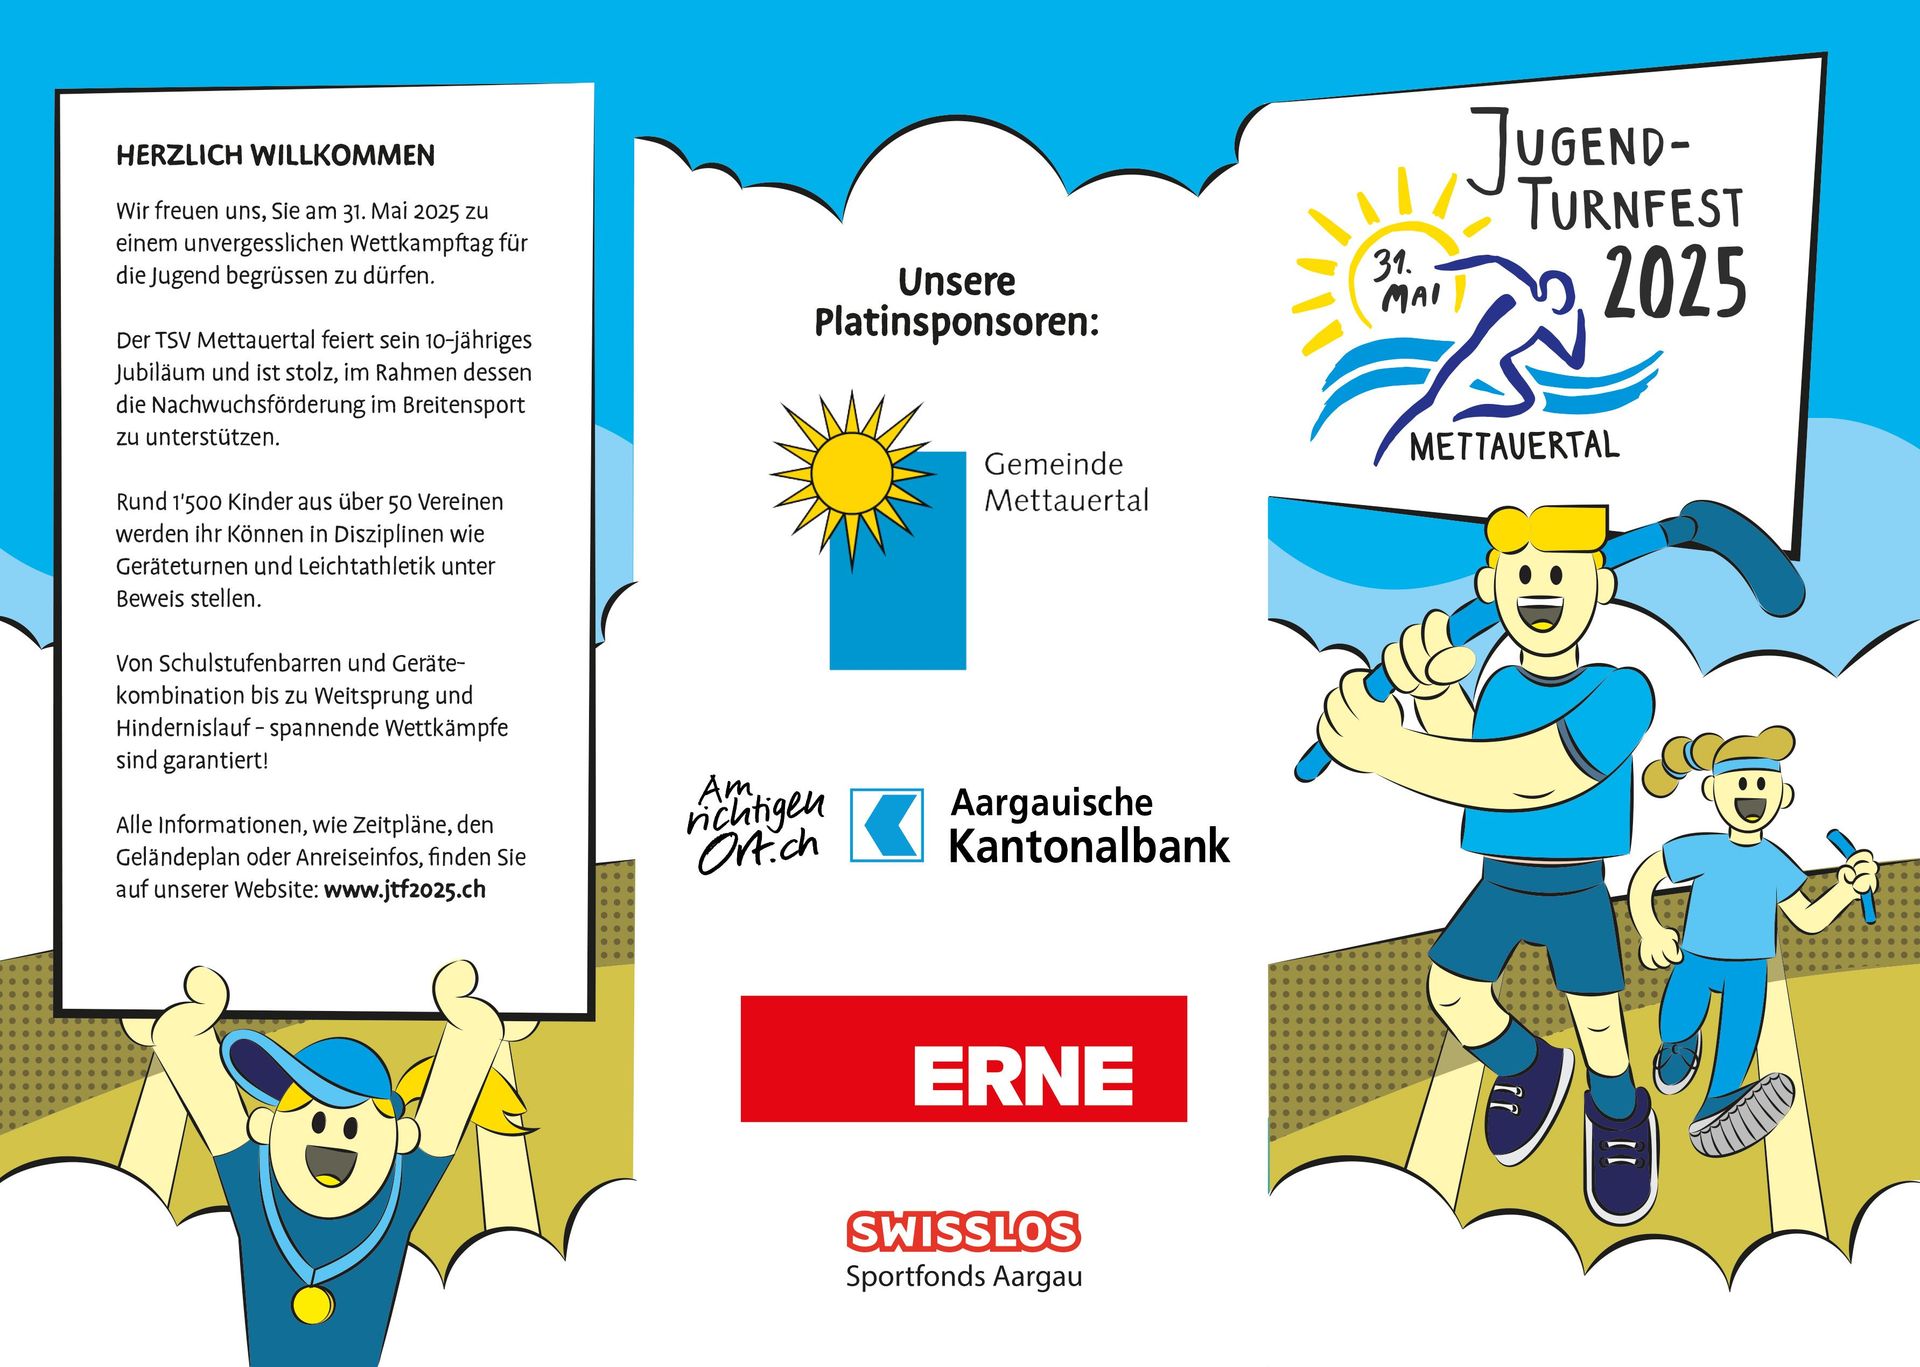 HERZLICH WILLKOMMEN
Wir freuen uns, Sie am 31. Mai 2025 zu
einem unvergesslichen Wettkampftag für
die Jugend begrüssen zu dürfen.
Der TSV Mettauertal feiert sein 10-jähriges
Jubiläum und ist stolz, im Rahmen dessen
die Nachwuchsförderung im Breitensport
zu unterstützen.
Rund 1'500 Kinder aus über 50 Vereinen
werden ihr Können in Disziplinen wie
Geräteturnen und Leichtathletik unter
Beweis stellen.
Von Schulstufenbarren und Geräte-
kombination bis zu Weitsprung und
Hindernislauf - spannende Wettkämpfe
sind garantiert!
Alle Informationen, wie Zeitpläne, den
Geländeplan oder Anreiseinfos, finden Sie
auf unserer Website: www.jtf2025.ch
Unsere
Platinsponsoren:
Gemeinde
Mettauertal
Am
richtigen
Ort.ch
Aargauische
Kantonalbank
ERNE
SWISSLOS
Sportfonds Aargau
JUGEND-
TURNFEST
2025
31.
MAI
METTAUERTAL